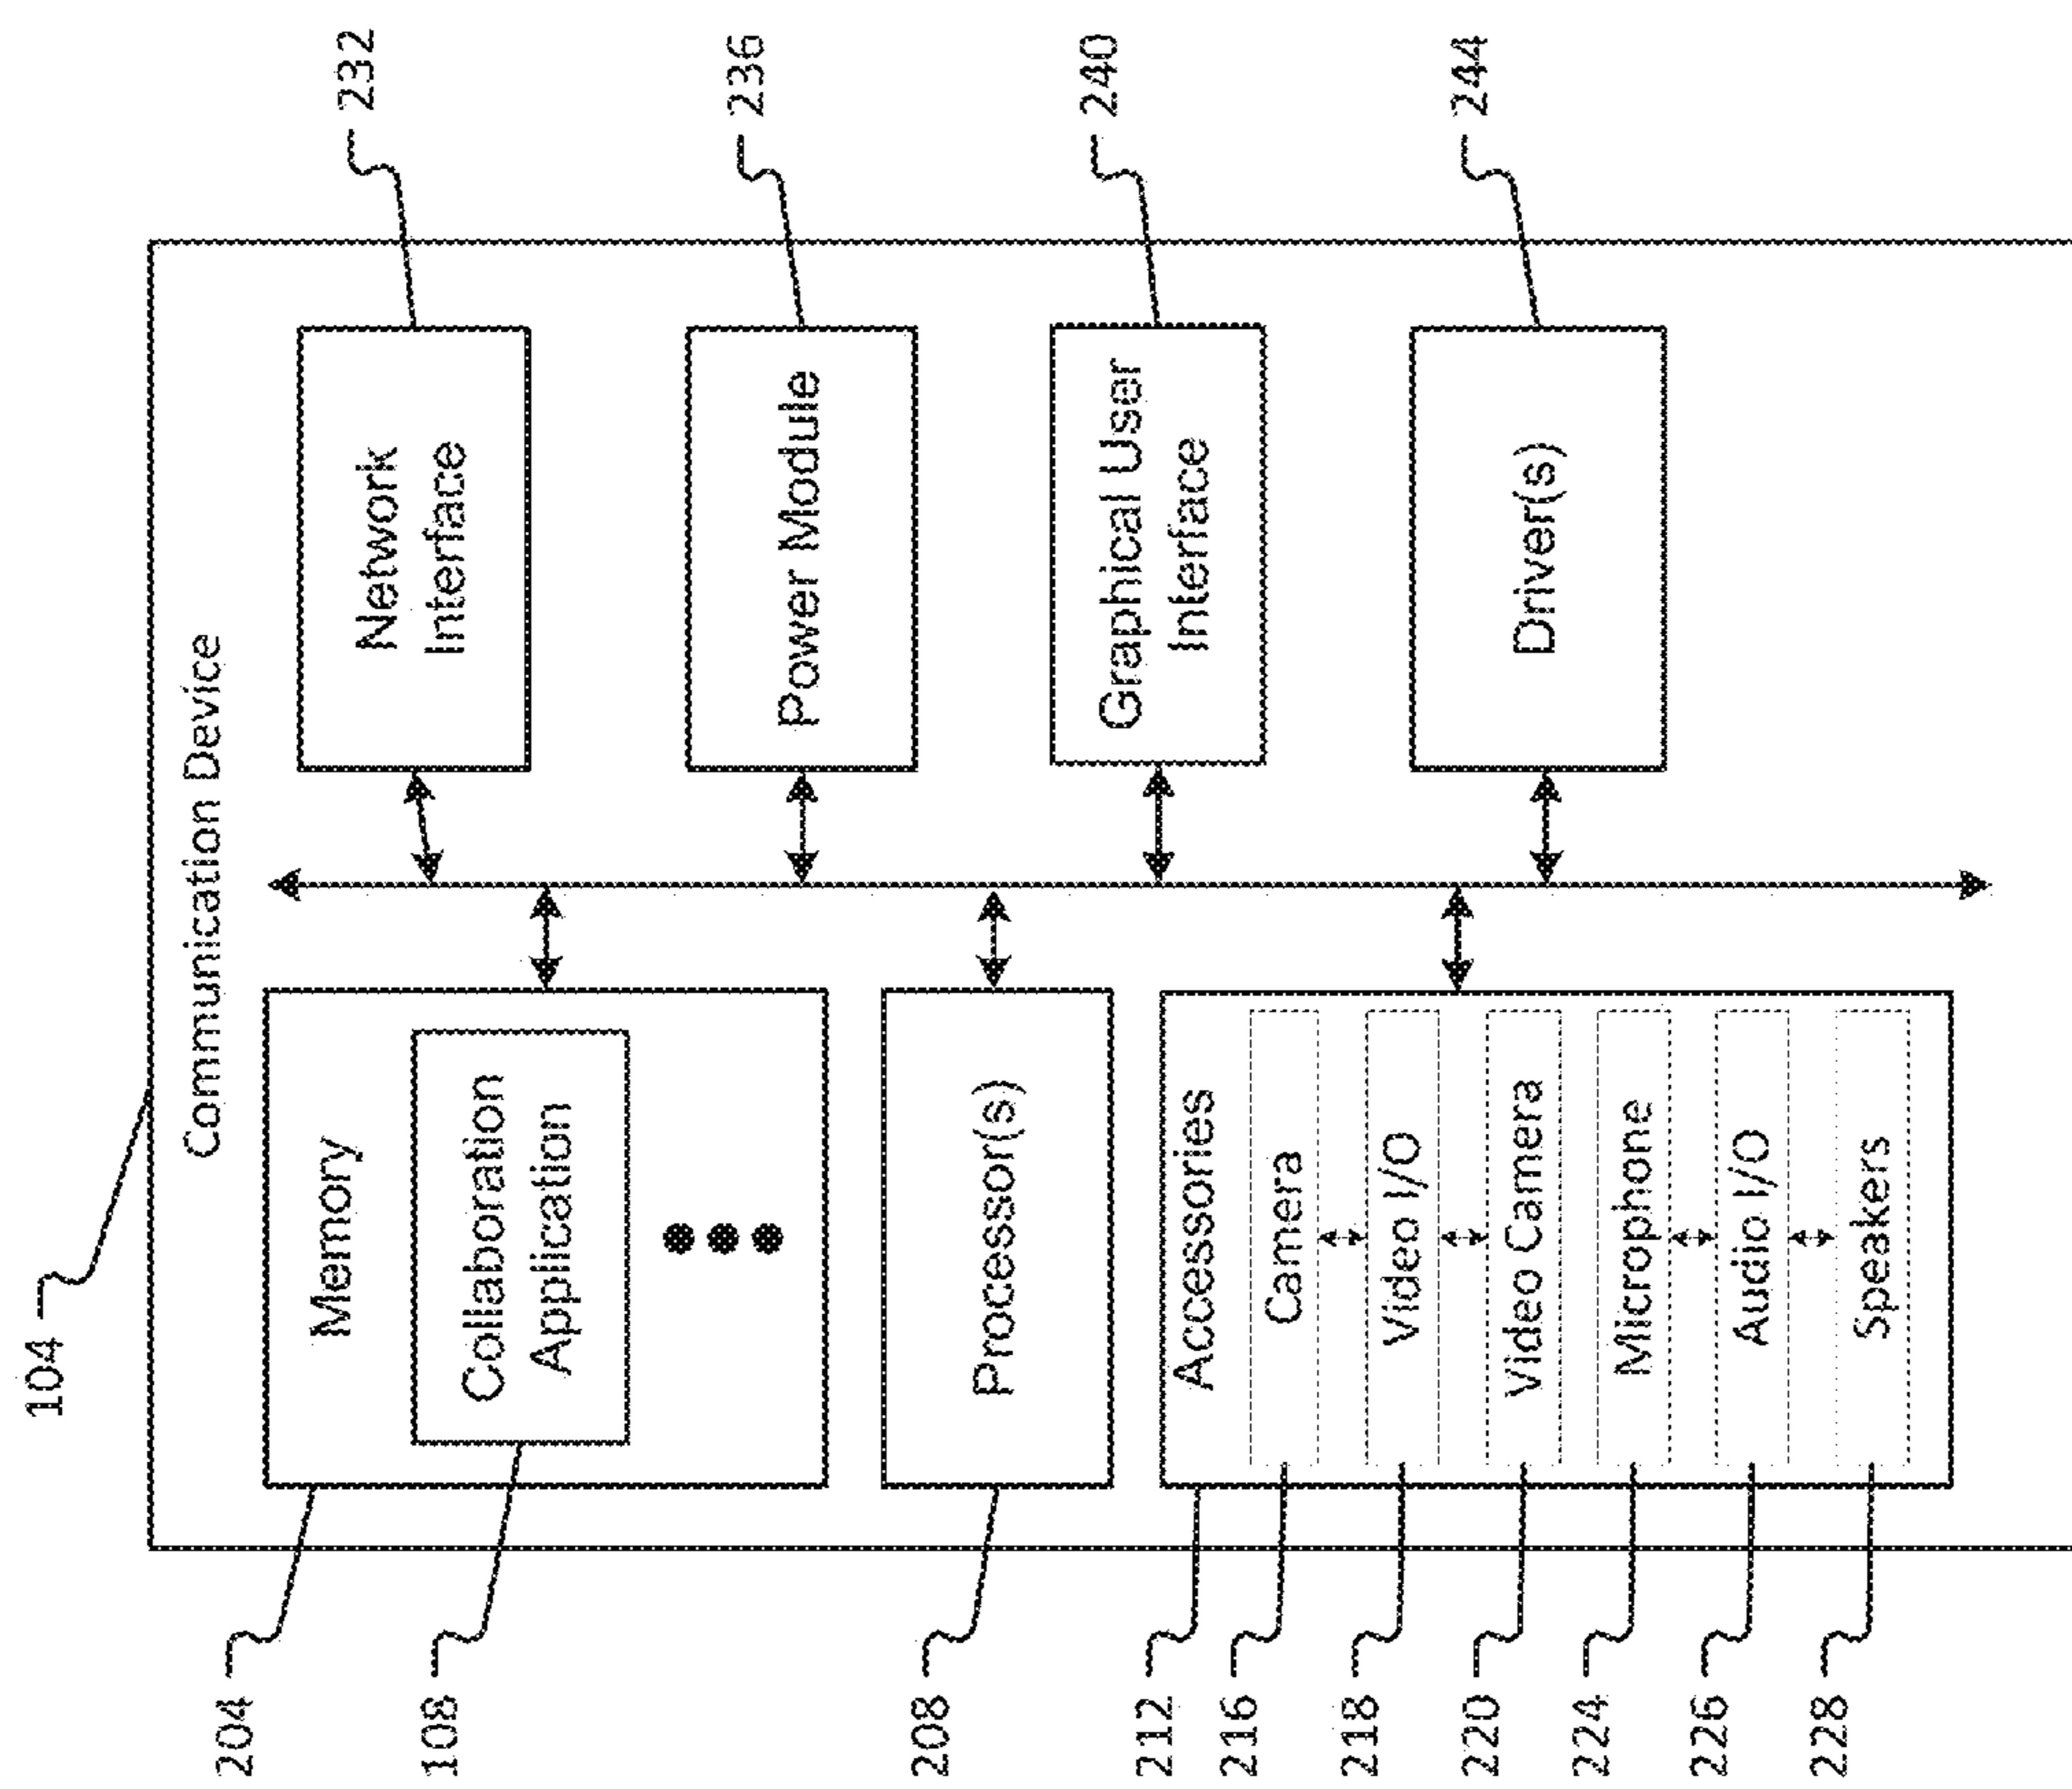 104
Communication Device
204
Memory
108
Collaboration
Application
208
Processor(s)
212
Accessories
216
Camera
218
Video I/O
220
Video Camera
224
Microphone
226
Audio I/O
228
Speakers
Network
Interface
232
Power Module
236
Graphical User
Interface
240
Driver(s)
244